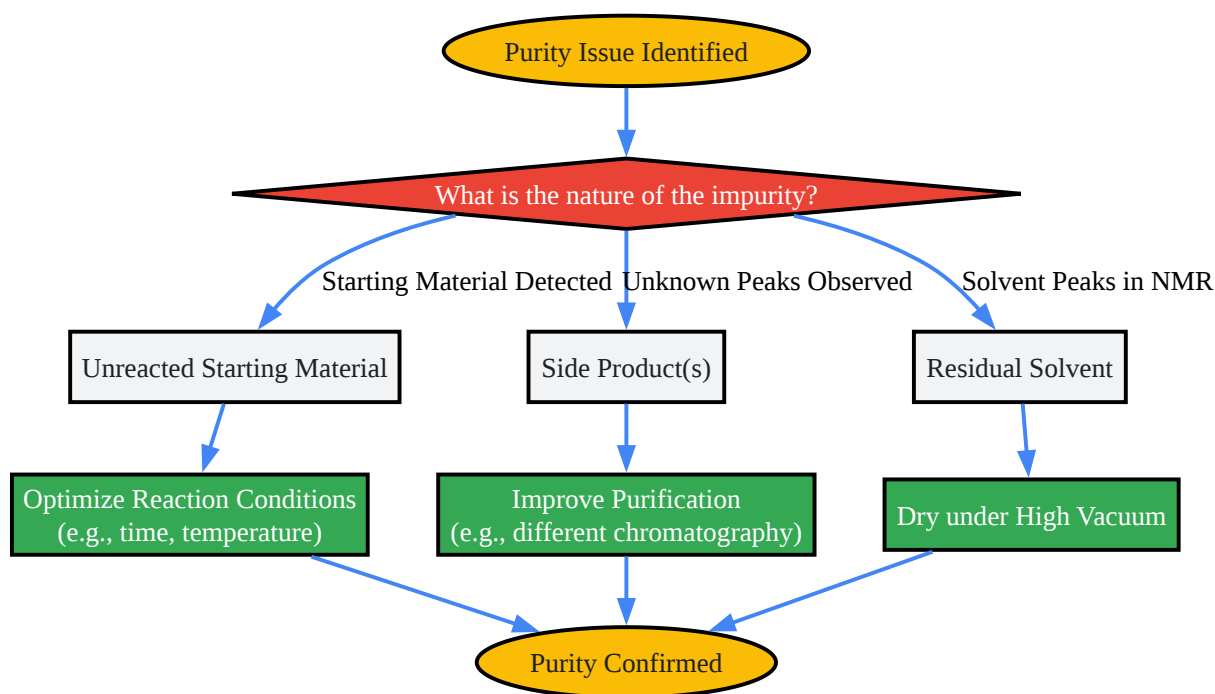 Purity Issue Identified
What is the nature of the impurity?
Starting Material Detected
Unknown Peaks Observed
Solvent Peaks in NMR
Unreacted Starting Material
Side Product(s)
Residual Solvent
Optimize Reaction Conditions
(e.g., time, temperature)
Improve Purification
(e.g., different chromatography)
Dry under High Vacuum
Purity Confirmed